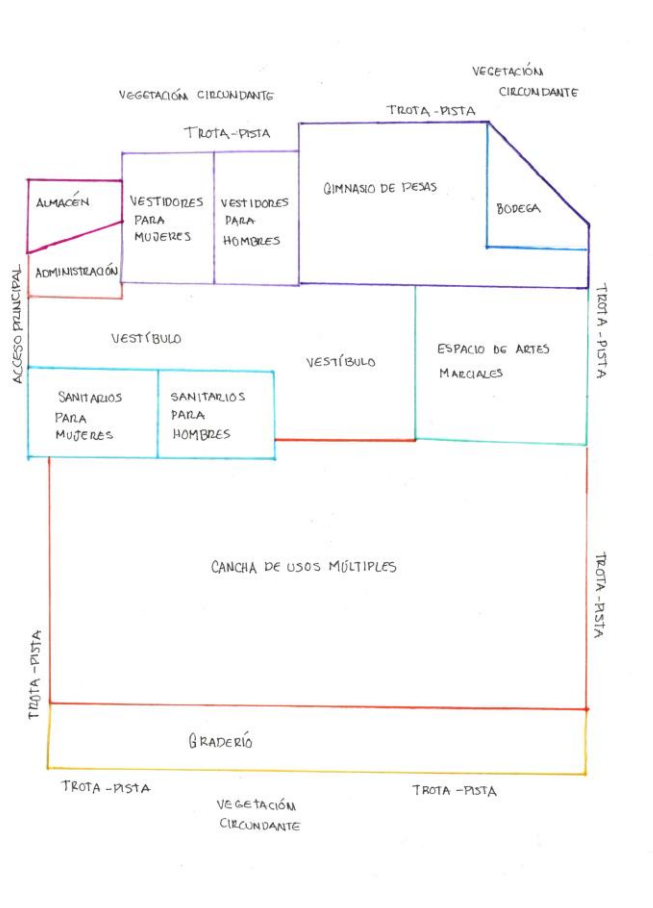 VEGETACIÓN
CIRCUNDANTE
VEGETACIÓN CIRCUNDANTE
TROTA-PISTA
TROTA-PISTA
ALMACÉN
VESTIDORES
PARA
MUJERES
VESTIDORES
PARA
HOMBRES
GIMNASIO DE PESAS
BODEGA
ADMINISTRACIÓN
ACCESO PRINCIPAL
VESTÍBULO
VESTÍBULO
ESPACIO DE ARTES
MARCIALES
TROTA-PISTA
SANITARIOS
PARA
MUJERES
SANITARIOS
PARA
HOMBRES
CANCHA DE USOS MÚLTIPLES
TROTA-PISTA
TROTA-PISTA
GRADERÍO
TROTA-PISTA
TROTA-PISTA
VEGETACIÓN
CIRCUNDANTE